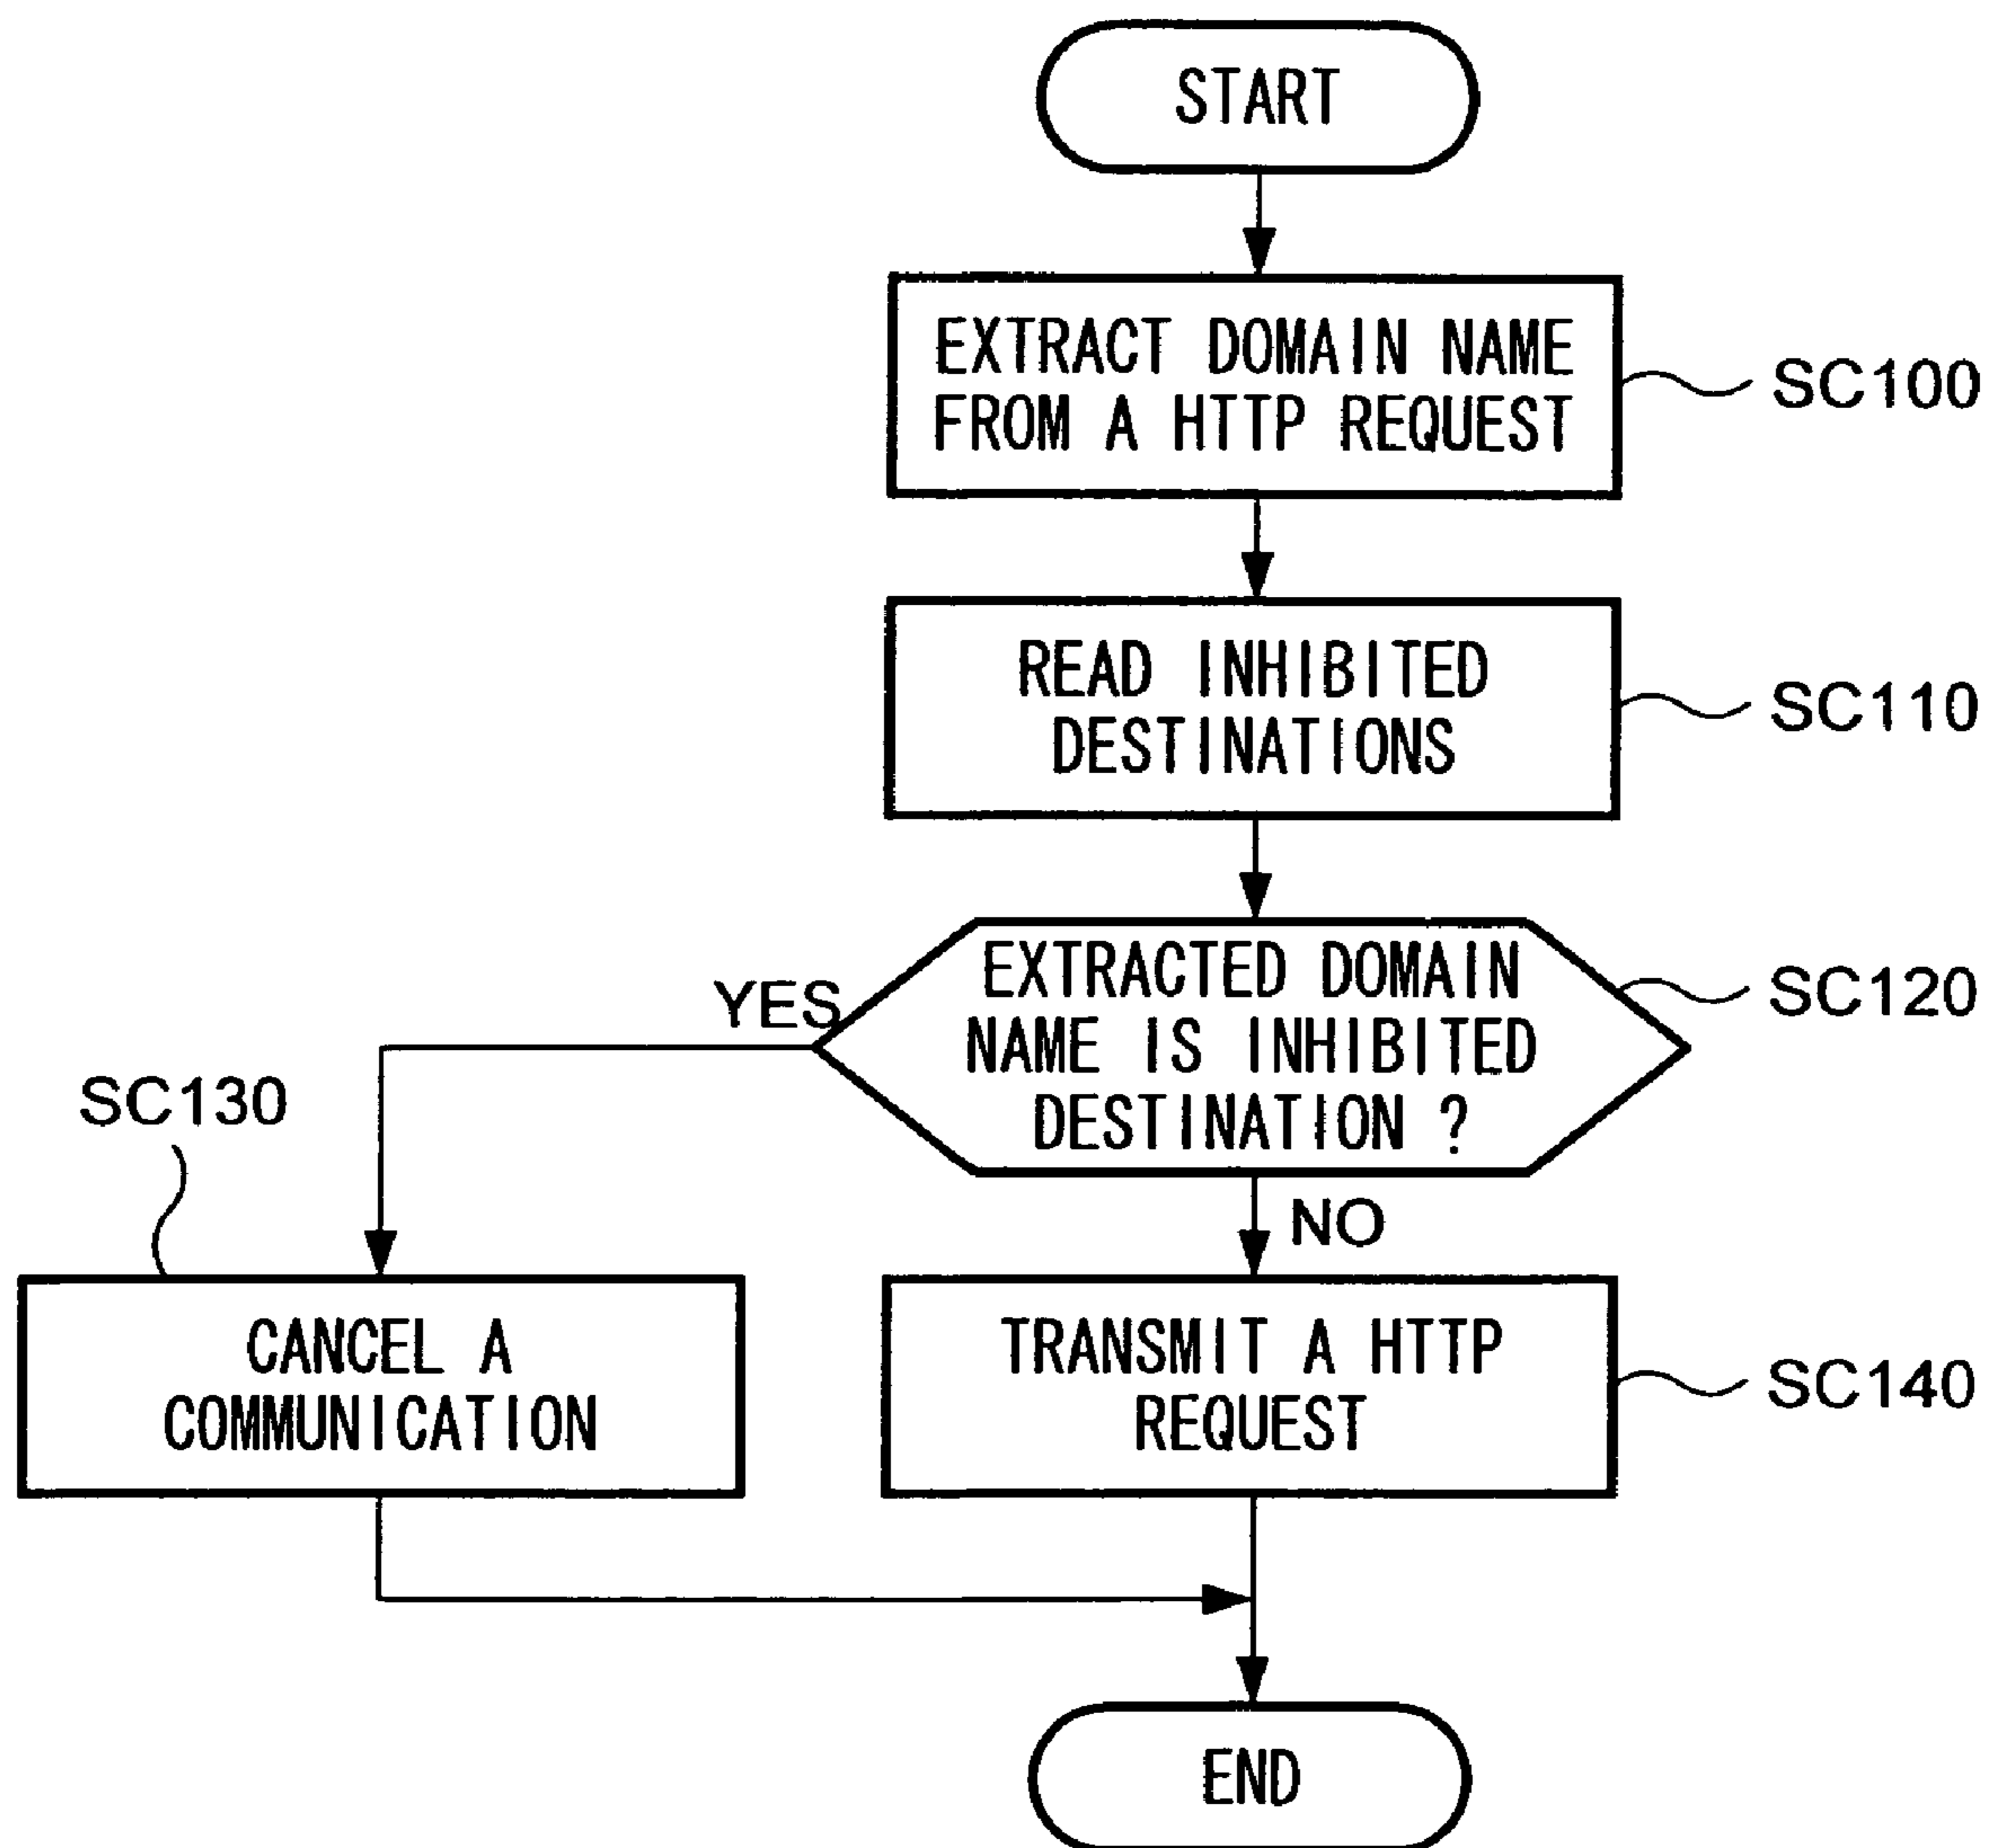 START
EXTRACT DOMAIN NAME
FROM A HTTP REQUEST
SC100
READ INHIBITED
DESTINATIONS
SC110
EXTRACTED DOMAIN
NAME IS INHIBITED
DESTINATION ?
SC120
YES
NO
SC130
CANCEL A
COMMUNICATION
TRANSMIT A HTTP
REQUEST
SC140
END